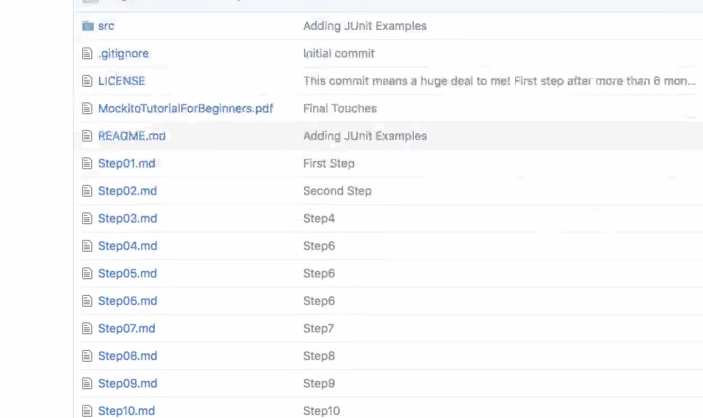 src Adding JUnit Examples
.gitignore Initial commit
LICENSE This commit means a huge deal to me! First step after more than 6 mon...
MockitoTutorialForBeginners.pdf Final Touches
README.md Adding JUnit Examples
Step01.md First Step
Step02.md Second Step
Step03.md Step4
Step04.md Step6
Step05.md Step6
Step06.md Step6
Step07.md Step7
Step08.md Step8
Step09.md Step9
Step10.md Step10